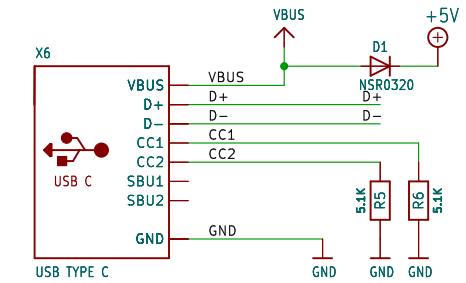 VBUS
+5V
X6
D1
VBUS
VBUS
NSR0320
D+
D+
D+
D-
D-
D-
CC1
CC1
CC2
CC2
USB C
SBU1
SBU2
5.1K
R5
R6
5.1K
GND
GND
USB TYPE C
GND
GND
GND